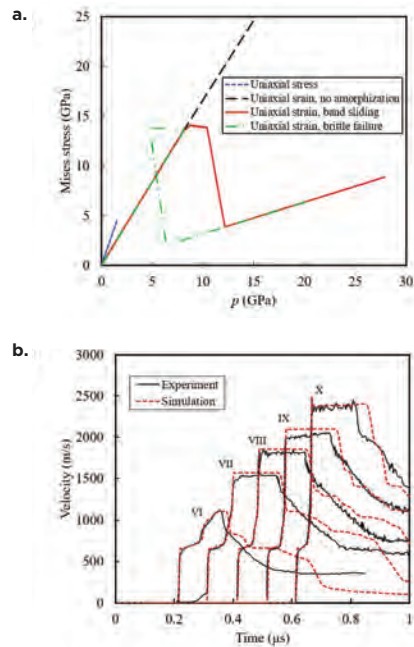 a.
25
20
15
10
5
0
Mises stress (GPa)
Uniaxial stress
Uniaxial srain, no amorphization
Uniaxial strain, band sliding
Uniaxial strain, brittle failure
0 5 10 15 20 25 30
p (GPa)
b.
3000
2500
2000
1500
1000
500
0
Velocity (m/s)
Experiment
Simulation
X
IX
VIII
VII
VI
0 0.2 0.4 0.6 0.8 1
Time (μs)